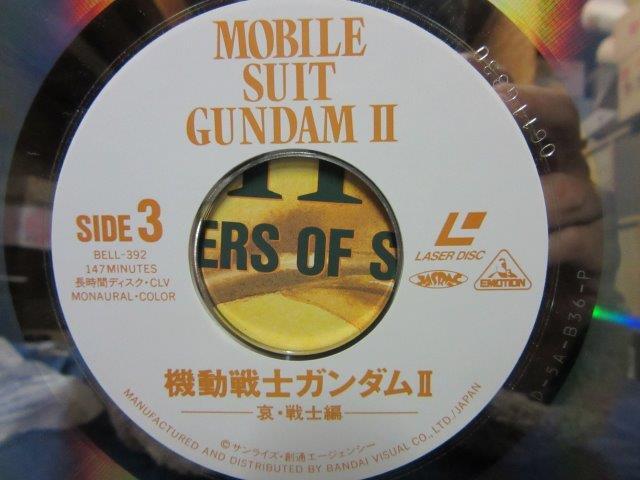 MOBILE
SUIT
GUNDAM II
SIDE 3
BELL-392
147MINUTES
長時間ディスク・CLV
MONAURAL・COLOR
ERS OF S
LASER DISC
EMOTION
機動戦士ガンダムII
哀・戦士編
©サンライズ・創通エージェンシー
MANUFACTURED AND DISTRIBUTED BY BANDAI VISUAL CO.,LTD./JAPAN